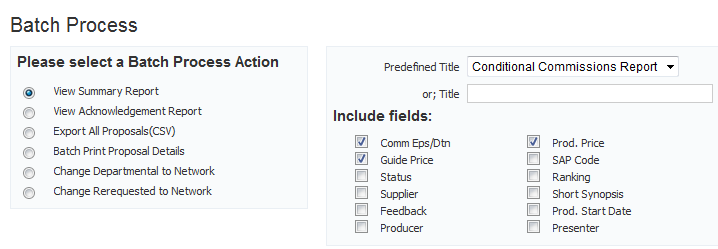 Batch Process
Please select a Batch Process Action
View Summary Report
View Acknowledgement Report
Export All Proposals(CSV)
Batch Print Proposal Details
Change Departmental to Network
Change Rerequested to Network
Predefined Title Conditional Commissions Report
or; Title
Include fields:
Comm Eps/Dtn Prod. Price
Guide Price SAP Code
Status Ranking
Supplier Short Synopsis
Feedback Prod. Start Date
Producer Presenter